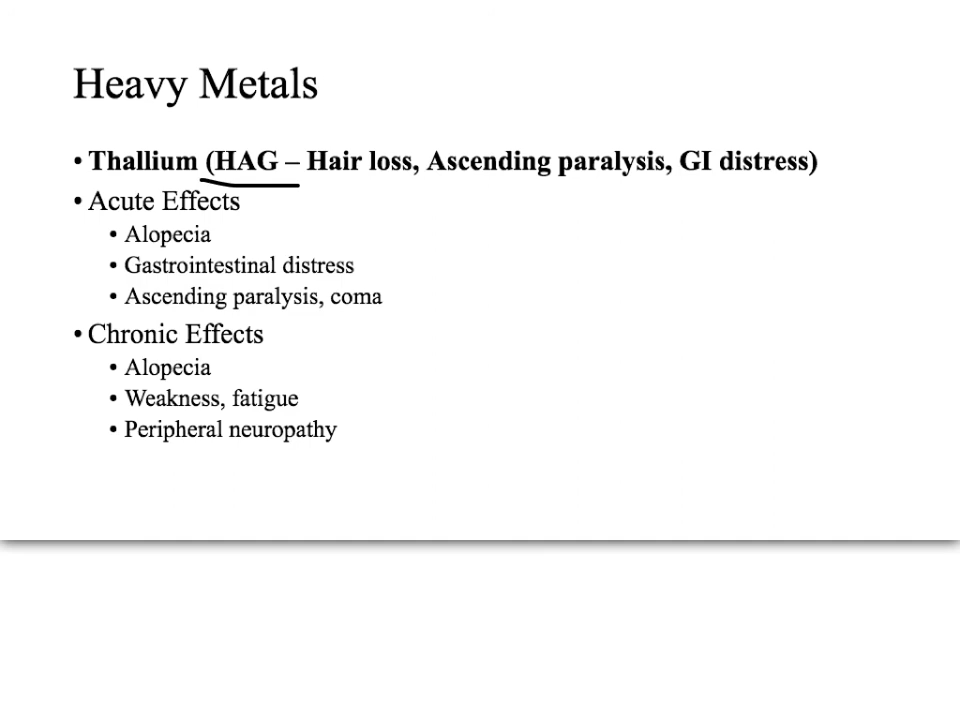 Heavy Metals
• Thallium (HAG – Hair loss, Ascending paralysis, GI distress)
• Acute Effects
• Alopecia
• Gastrointestinal distress
• Ascending paralysis, coma
• Chronic Effects
• Alopecia
• Weakness, fatigue
• Peripheral neuropathy